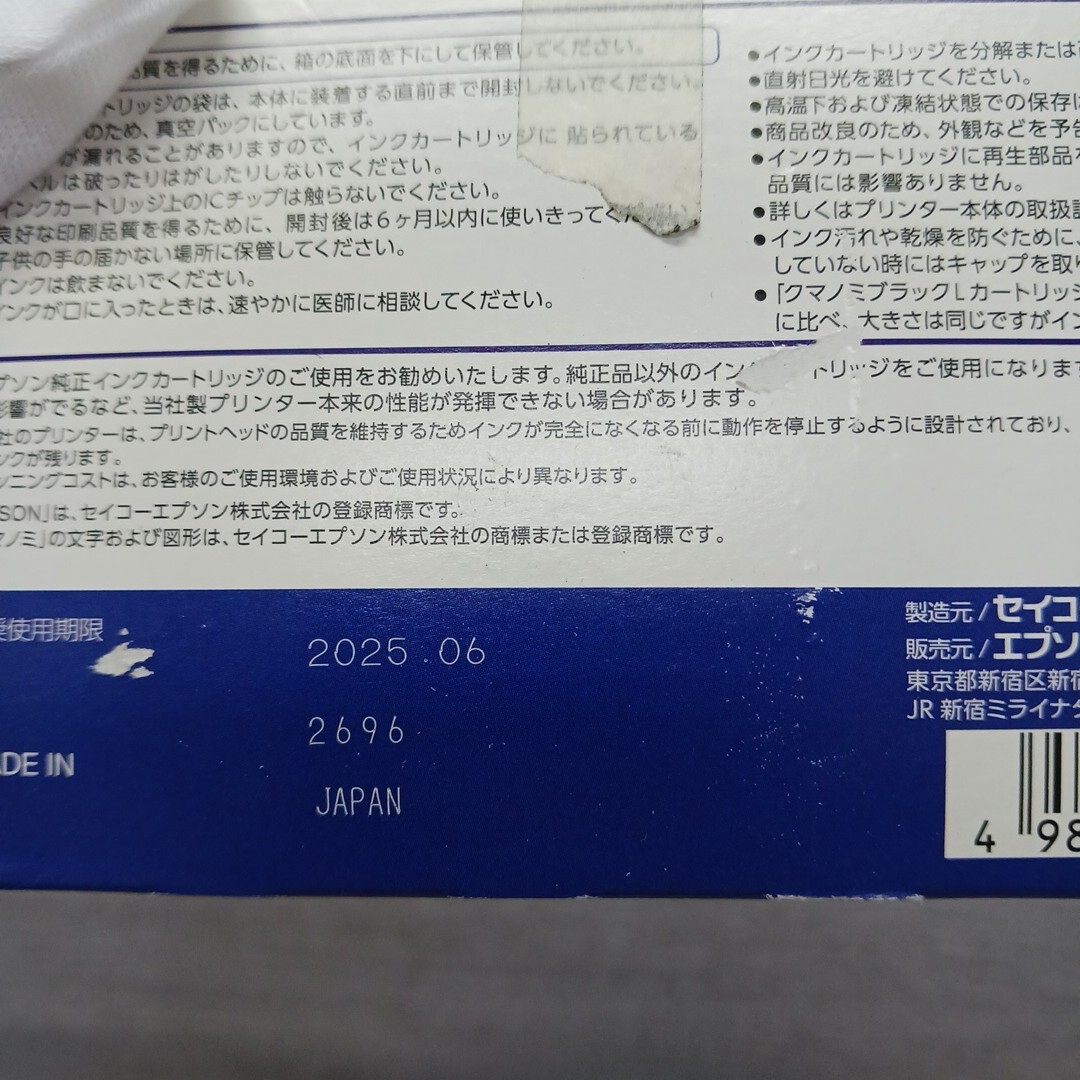 品質を得るために、箱の底面を下にして保管してください。
トリッジの袋は、本体に装着する直前まで開封しないでください。
のため、真空パックにしています。
が漏れることがありますので、インクカートリッジに 貼られている
ベルは破ったりはがしたりしないでください。
インクカートリッジ上のICチップは触らないでください。
良好な印刷品質を得るために、開封後は6ヶ月以内に使いきってください。
子供の手の届かない場所に保管してください。
インクは飲まないでください。
インクが口に入ったときは、速やかに医師に相談してください。
●インクカートリッジを分解または
●直射日光を避けてください。
●高温下および凍結状態での保存に
●商品改良のため、外観などを予告
●インクカートリッジに再生部品を
品質には影響ありません。
●詳しくはプリンター本体の取扱説
●インク汚れや乾燥を防ぐために、
していない時にはキャップを取り
●「クマノミブラックLカートリッジ
に比べ、大きさは同じですがイン
プソン純正インクカートリッジのご使用をお勧めいたします。純正品以外のイン トリッジをご使用になります
影響がでるなど、当社製プリンター本来の性能が発揮できない場合があります。
社のプリンターは、プリントヘッドの品質を維持するためインクが完全になくなる前に動作を停止するように設計されており、
ンクが残ります。
ンニングコストは、お客様のご使用環境およびご使用状況により異なります。
SON」は、セイコーエプソン株式会社の登録商標です。
マノミ」の文字および図形は、セイコーエプソン株式会社の商標または登録商標です。
奨使用期限
2025.06
2696
ADE IN
JAPAN
製造元/セイコ
販売元/エプソ
東京都新宿区新宿
JR 新宿ミライナタ
4 98